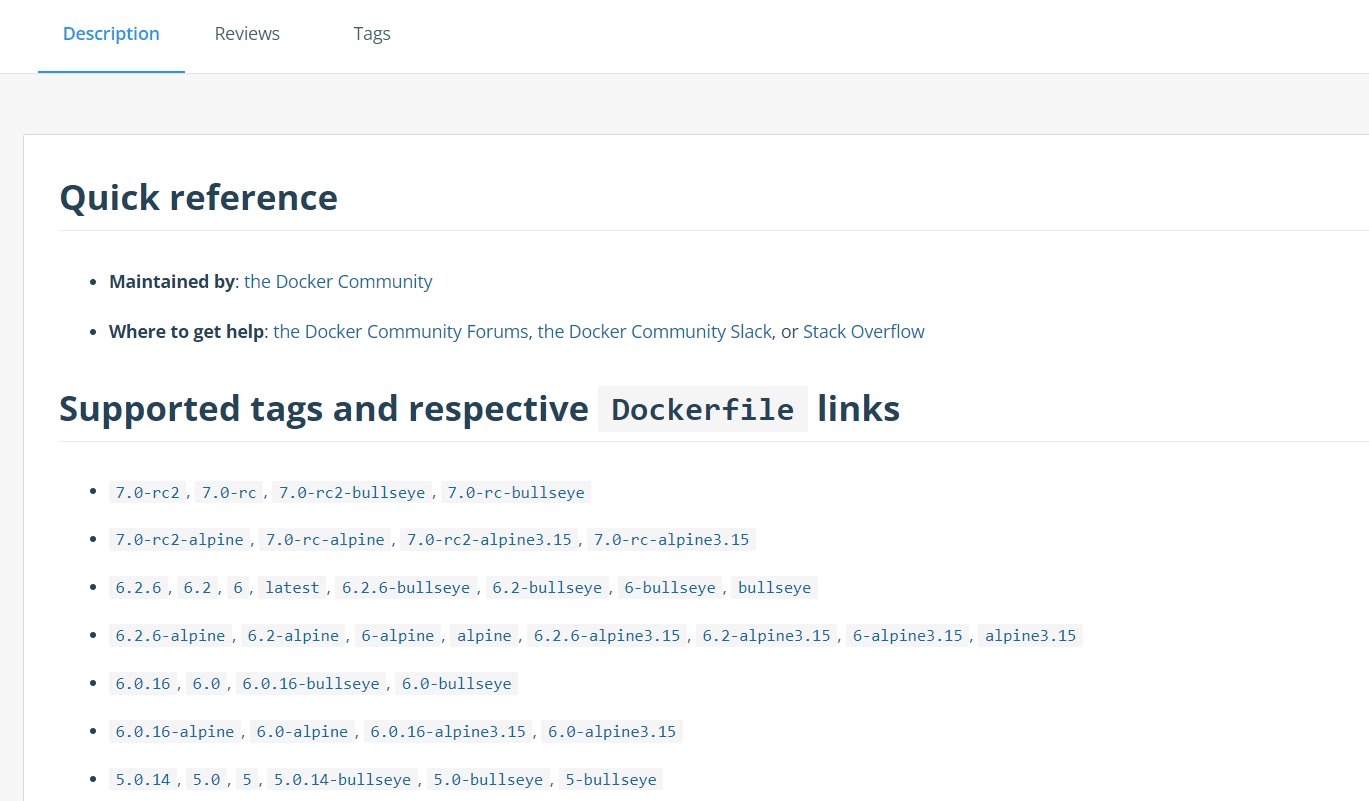 Description Reviews Tags
Quick reference
• Maintained by: the Docker Community
• Where to get help: the Docker Community Forums, the Docker Community Slack, or Stack Overflow
Supported tags and respective Dockerfile links
• 7.0-rc2, 7.0-rc, 7.0-rc2-bullseye, 7.0-rc-bullseye
• 7.0-rc2-alpine, 7.0-rc-alpine, 7.0-rc2-alpine3.15, 7.0-rc-alpine3.15
• 6.2.6, 6.2, 6, latest, 6.2.6-bullseye, 6.2-bullseye, 6-bullseye, bullseye
• 6.2.6-alpine, 6.2-alpine, 6-alpine, alpine, 6.2.6-alpine3.15, 6.2-alpine3.15, 6-alpine3.15, alpine3.15
• 6.0.16, 6.0, 6.0.16-bullseye, 6.0-bullseye
• 6.0.16-alpine, 6.0-alpine, 6.0.16-alpine3.15, 6.0-alpine3.15
• 5.0.14, 5.0, 5, 5.0.14-bullseye, 5.0-bullseye, 5-bullseye